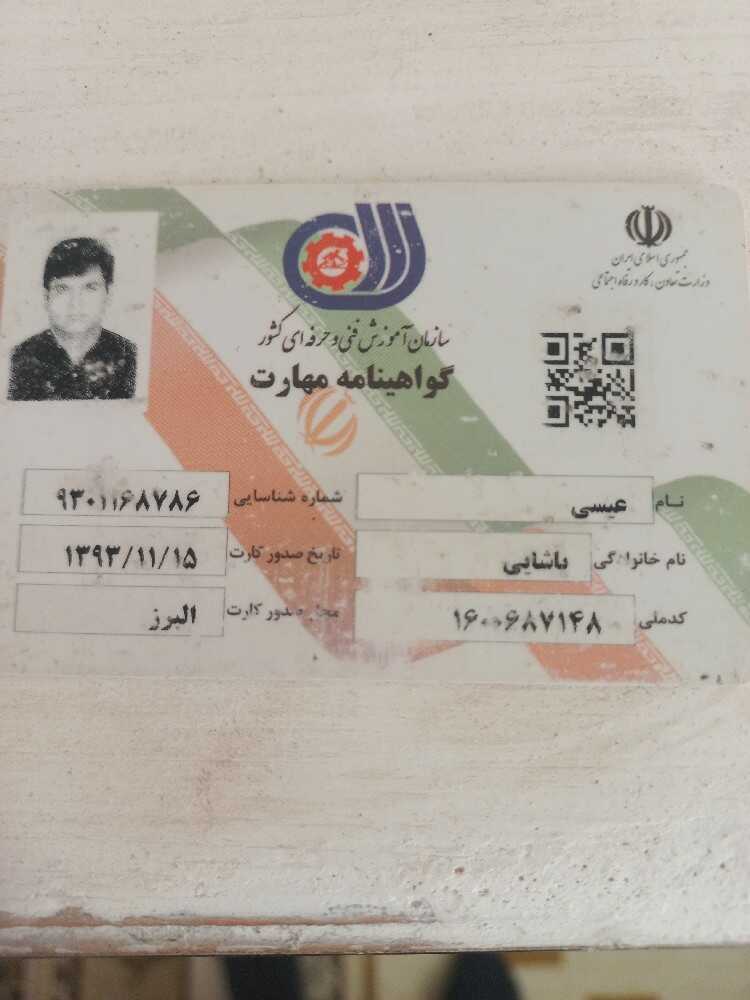 جمهوری اسلامی ایران
وزارت تعاون، کار و رفاه اجتماعی
سازمان آموزش فنی و حرفه ای کشور
گواهینامه مهارت
نام عیسی
شماره شناسایی ۹۳۰۱۱۶۸۷۸۶
نام خانوادگی پاشایی
تاریخ صدور کارت ۱۳۹۳/۱۱/۱۵
کدملی ۱۶۰۰۶۸۷۱۴۸
محل صدور کارت البرز